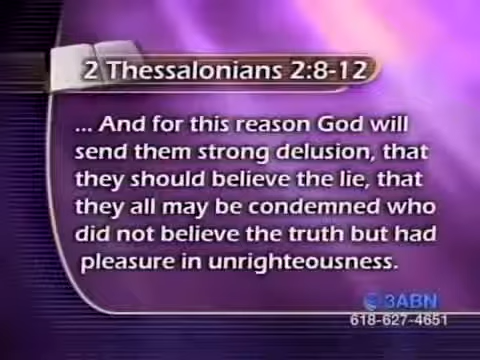 2 Thessalonians 2:8-12
... And for this reason God will
send them strong delusion, that
they should believe the lie, that
they all may be condemned who
did not believe the truth but had
pleasure in unrighteousness.
3ABN
618-627-4651